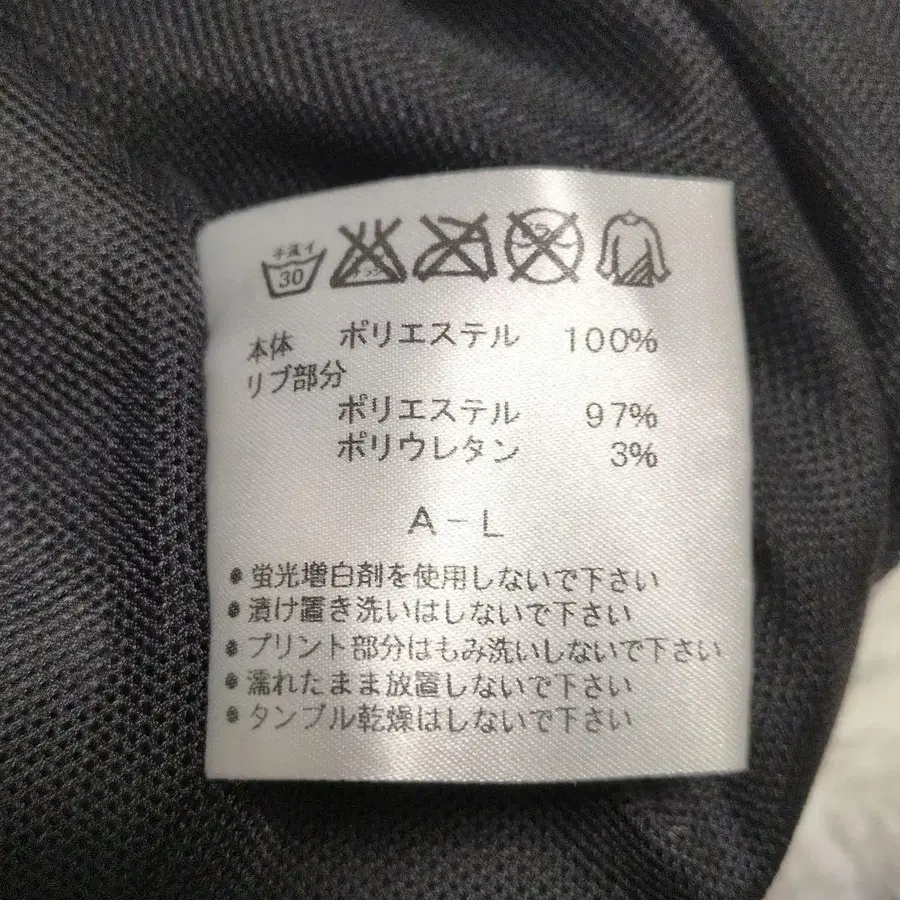 手洗イ
30
本体 ポリエステル 100%
リブ部分
ポリエステル 97%
ポリウレタン 3%
A-L
●蛍光増白剤を使用しないで下さい
●漬け置き洗いはしないで下さい
●プリント部分はもみ洗いしないで下さい
●濡れたまま放置しないで下さい
●タンブル乾燥はしないで下さい